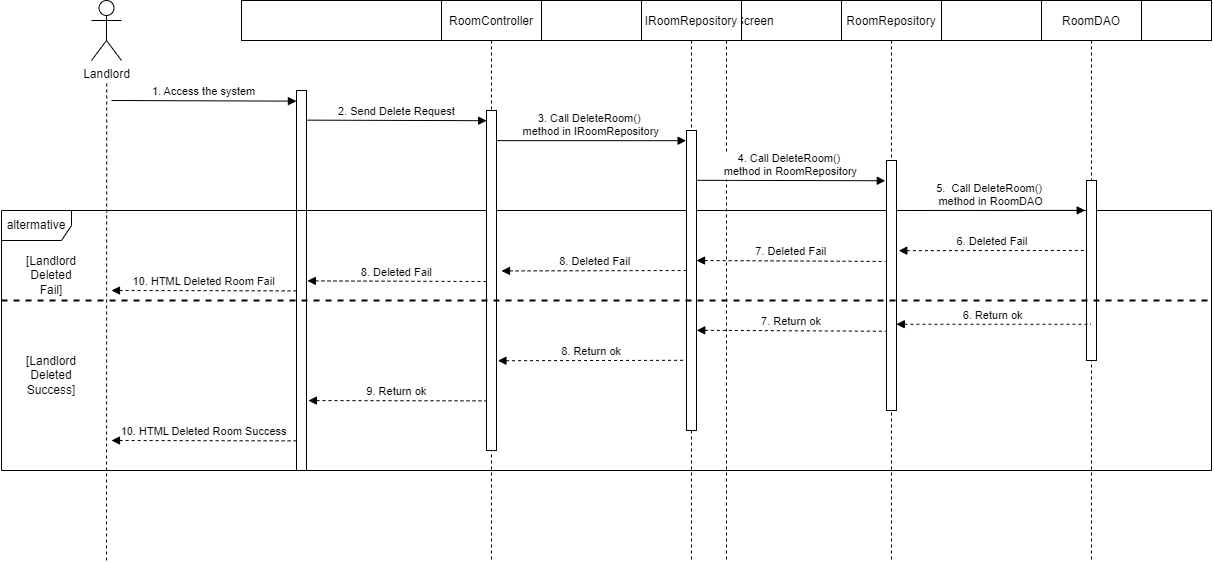 RoomController
IRoomRepository
creen
RoomRepository
RoomDAO
Landlord
1. Access the system
2. Send Delete Request
3. Call DeleteRoom()
method in IRoomRepository
4. Call DeleteRoom()
method in RoomRepository
5. Call DeleteRoom()
method in RoomDAO
altermative
[Landlord
Deleted
Fail]
6. Deleted Fail
7. Deleted Fail
8. Deleted Fail
8. Deleted Fail
10. HTML Deleted Room Fail
6. Return ok
7. Return ok
8. Return ok
[Landlord
Deleted
Success]
9. Return ok
10. HTML Deleted Room Success